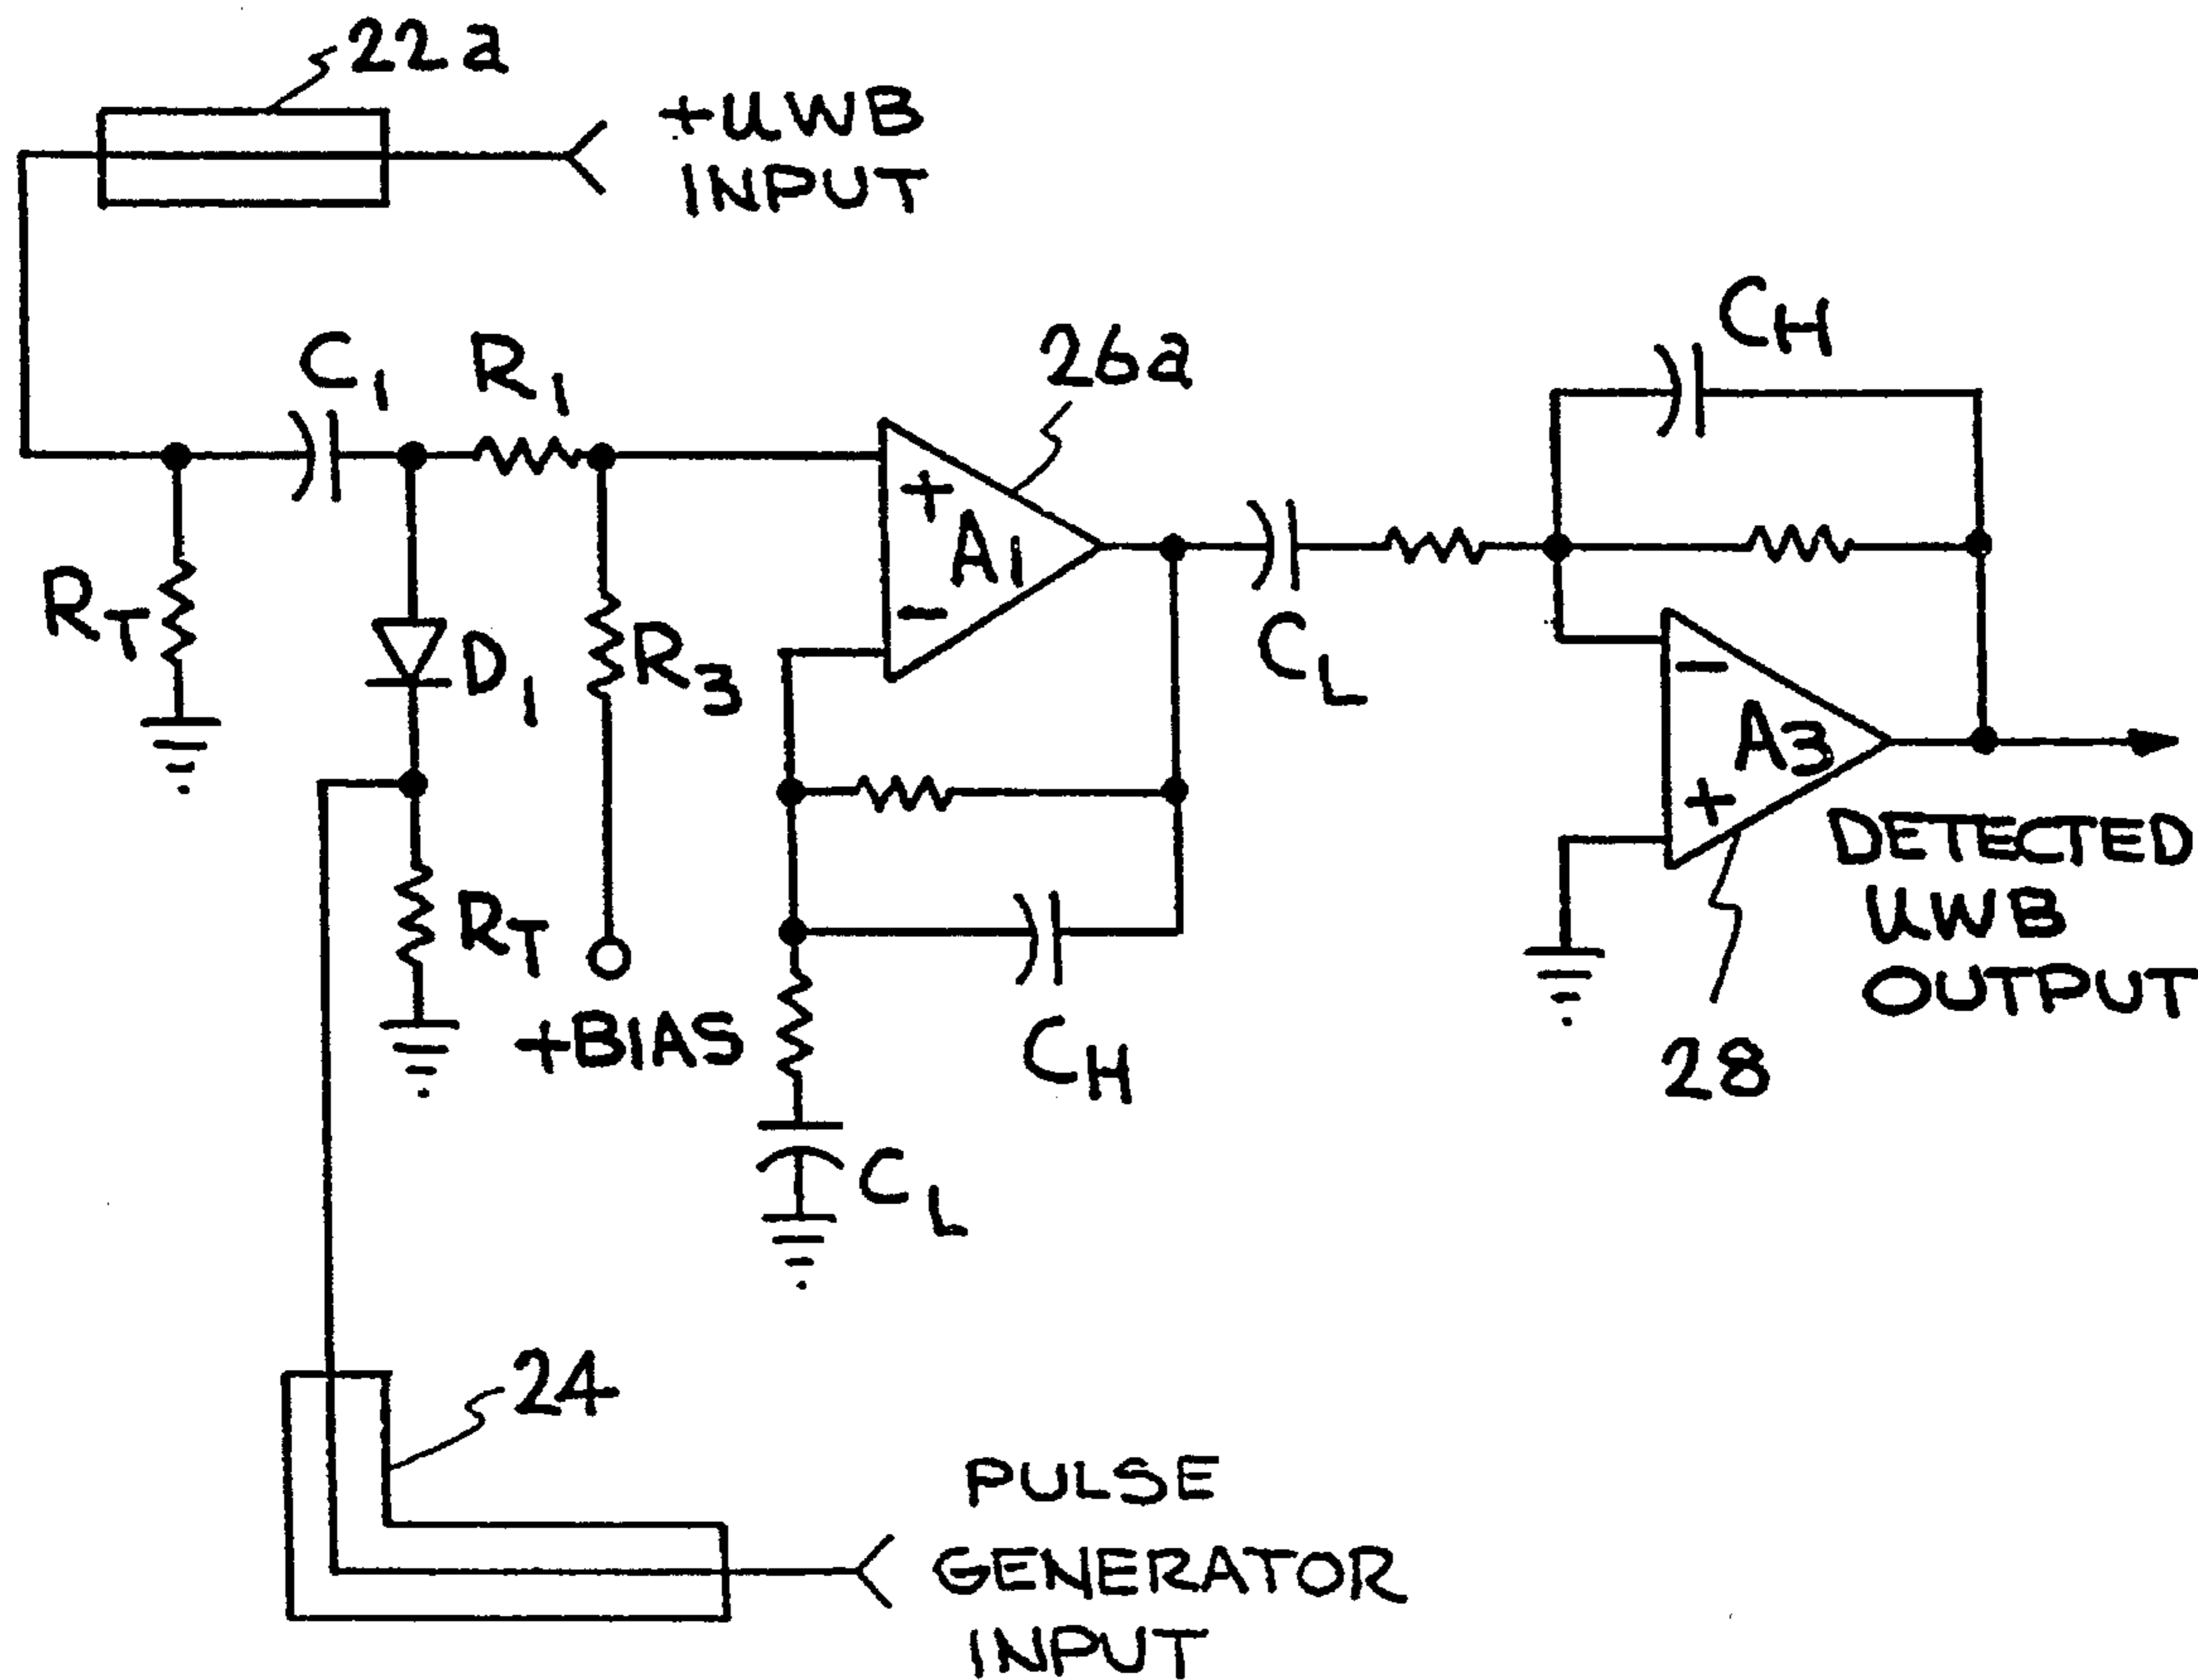 22a
+UWB
INPUT
C1
R1
26a
CH
+
A1
-
RT
D1
R3
CL
-
A3
+
DETECTED
UWB
OUTPUT
RT
+BIAS
CH
28
CL
24
PULSE
GENERATOR
INPUT